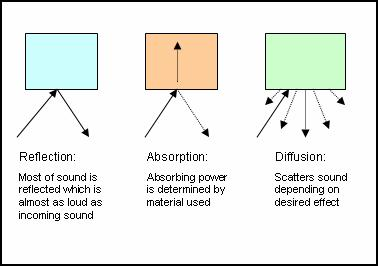 Reflection:
Most of sound is
reflected which is
almost as loud as
incoming sound
Absorption:
Absorbing power
is determined by
material used
Diffusion:
Scatters sound
depending on
desired effect